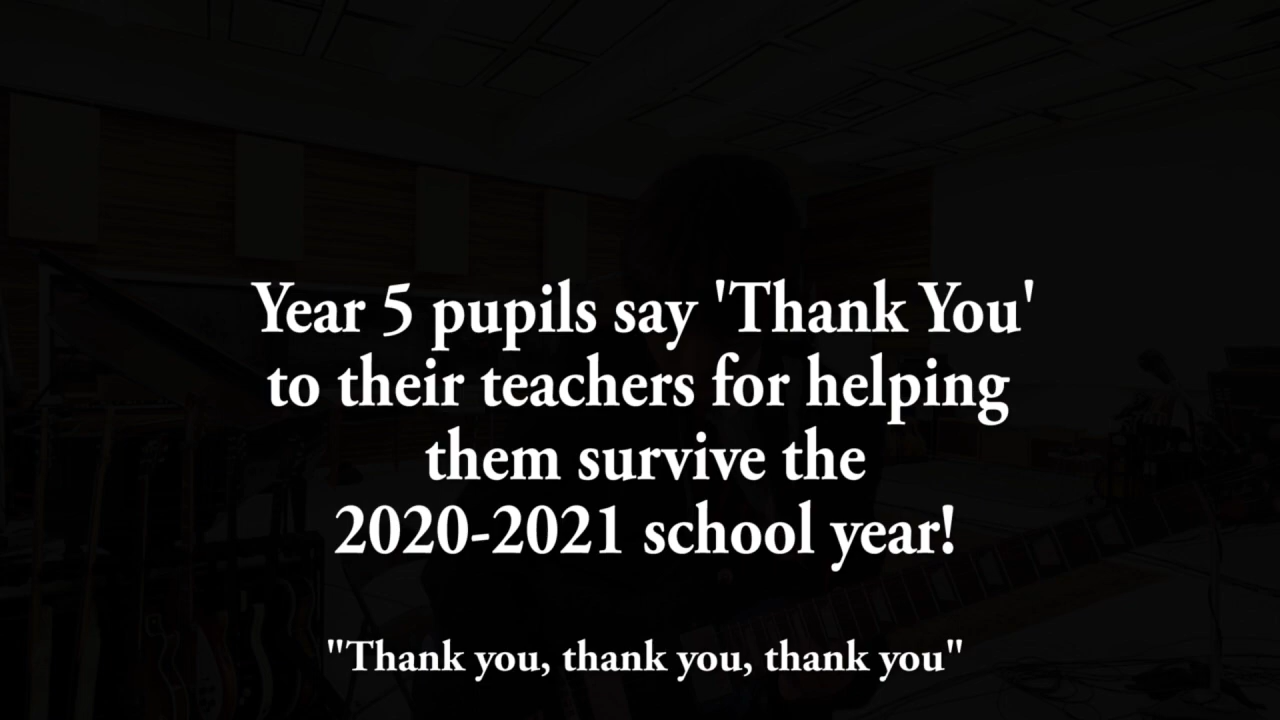 Year 5 pupils say 'Thank You'
to their teachers for helping
them survive the
2020-2021 school year!
"Thank you, thank you, thank you"